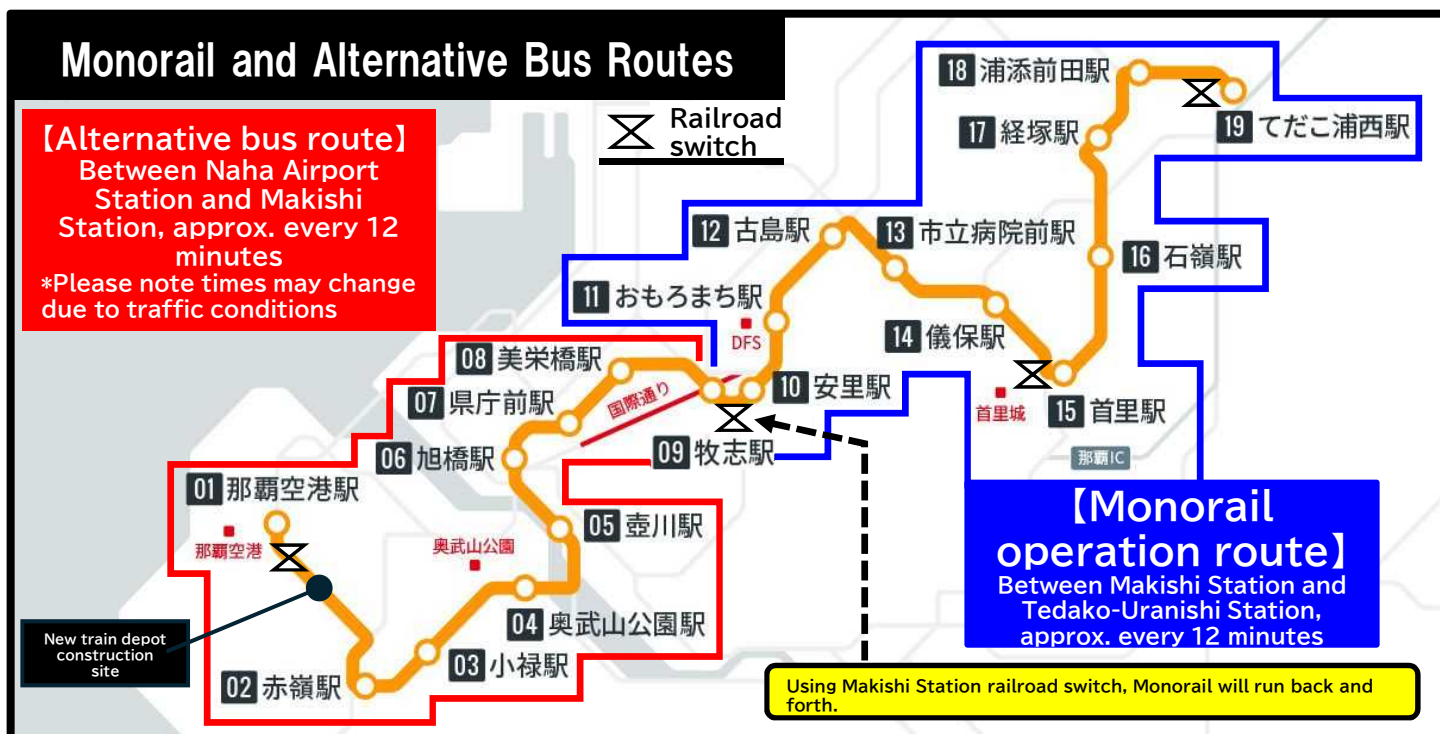 Monorail and Alternative Bus Routes
【Alternative bus route】
Between Naha Airport
Station and Makishi
Station, approx. every 12
minutes
*Please note times may change
due to traffic conditions
Railroad
switch
18 浦添前田駅
19 てだこ浦西駅
17 経塚駅
12 古島駅
13 市立病院前駅
16 石嶺駅
11 おもろまち駅
DFS
14 儀保駅
08 美栄橋駅
10 安里駅
07 県庁前駅
国際通り
首里城
15 首里駅
06 旭橋駅
09 牧志駅
那覇IC
01 那覇空港駅
那覇空港
05 壺川駅
奥武山公園
04 奥武山公園駅
03 小禄駅
02 赤嶺駅
New train depot
construction
site
【Monorail
operation route】
Between Makishi Station and
Tedako-Uranishi Station,
approx. every 12 minutes
Using Makishi Station railroad switch, Monorail will run back and
forth.